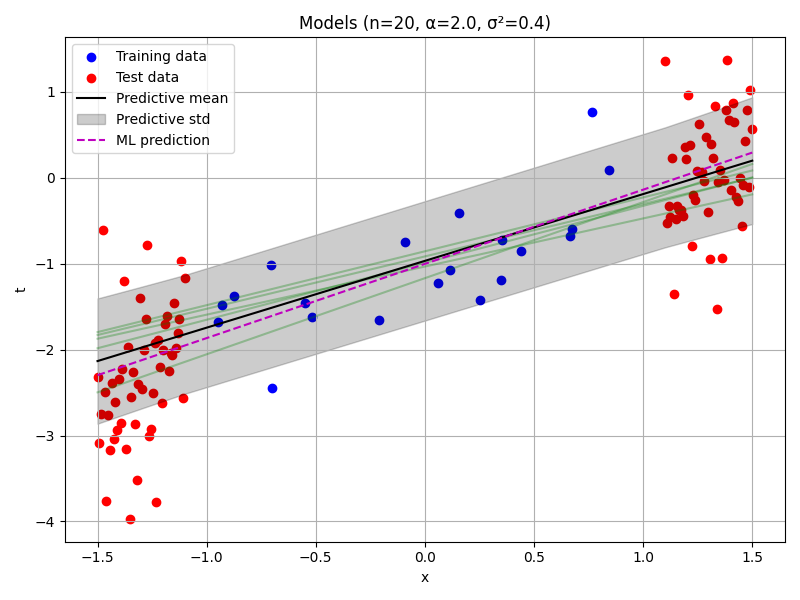 Models (n=20, α=2.0, σ²=0.4)
Training data
Test data
Predictive mean
Predictive std
ML prediction
t
1
0
−1
−2
−3
−4
−1.5 −1.0 −0.5 0.0 0.5 1.0 1.5
x